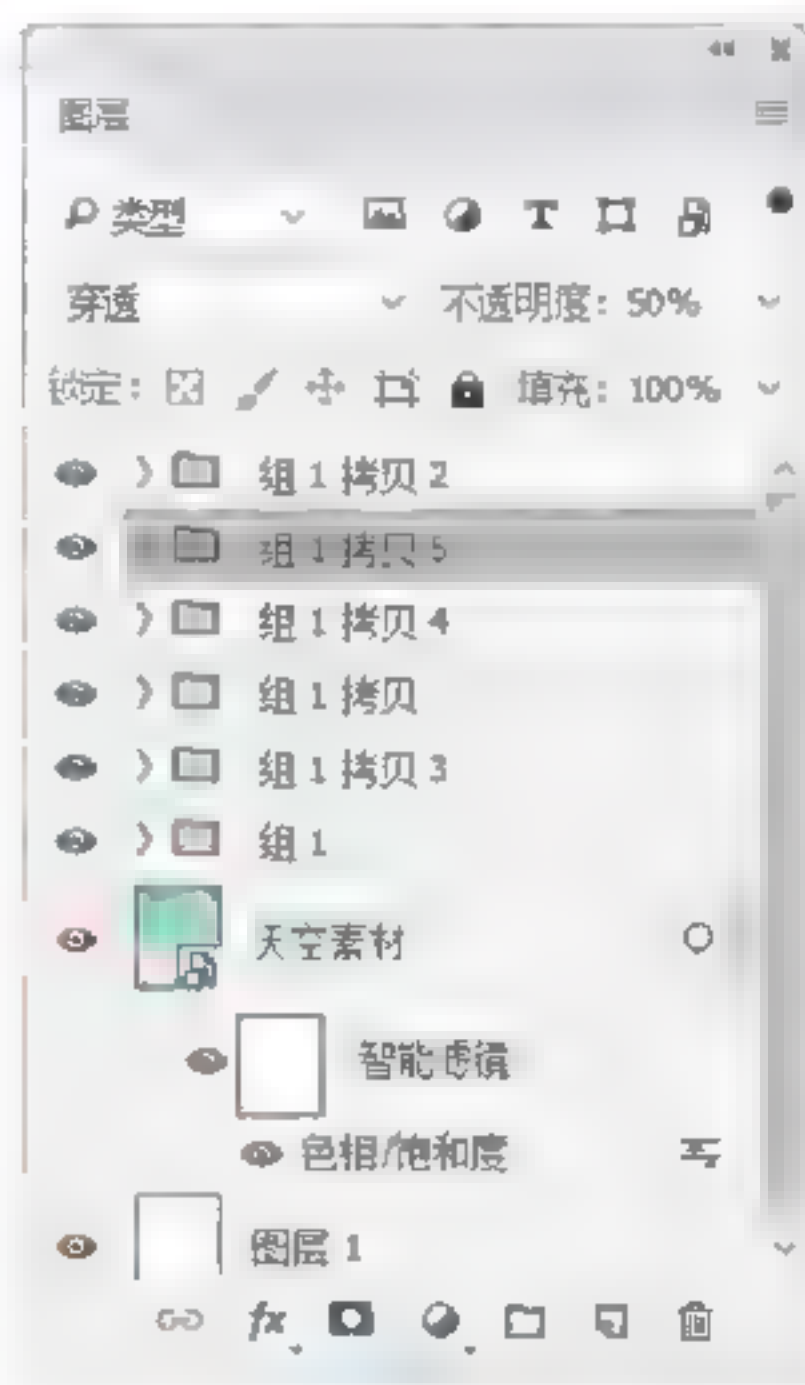 图层
类型
穿透 不透明度: 50%
锁定: 填充: 100%
组 1 拷贝 2
组 1 拷贝 5
组 1 拷贝 4
组 1 拷贝
组 1 拷贝 3
组 1
天空素材
智能滤镜
色相/饱和度
图层 1
fx